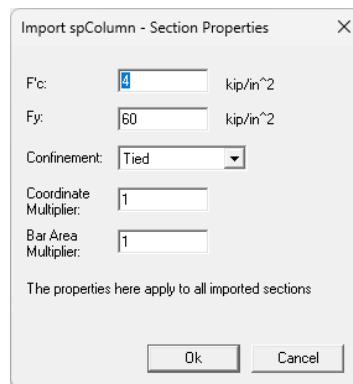 Import spColumn - Section Properties
F'c: 4 kip/in^2
Fy: 60 kip/in^2
Confinement: Tied
Coordinate
Multiplier: 1
Bar Area
Multiplier: 1
The properties here apply to all imported sections
Ok Cancel